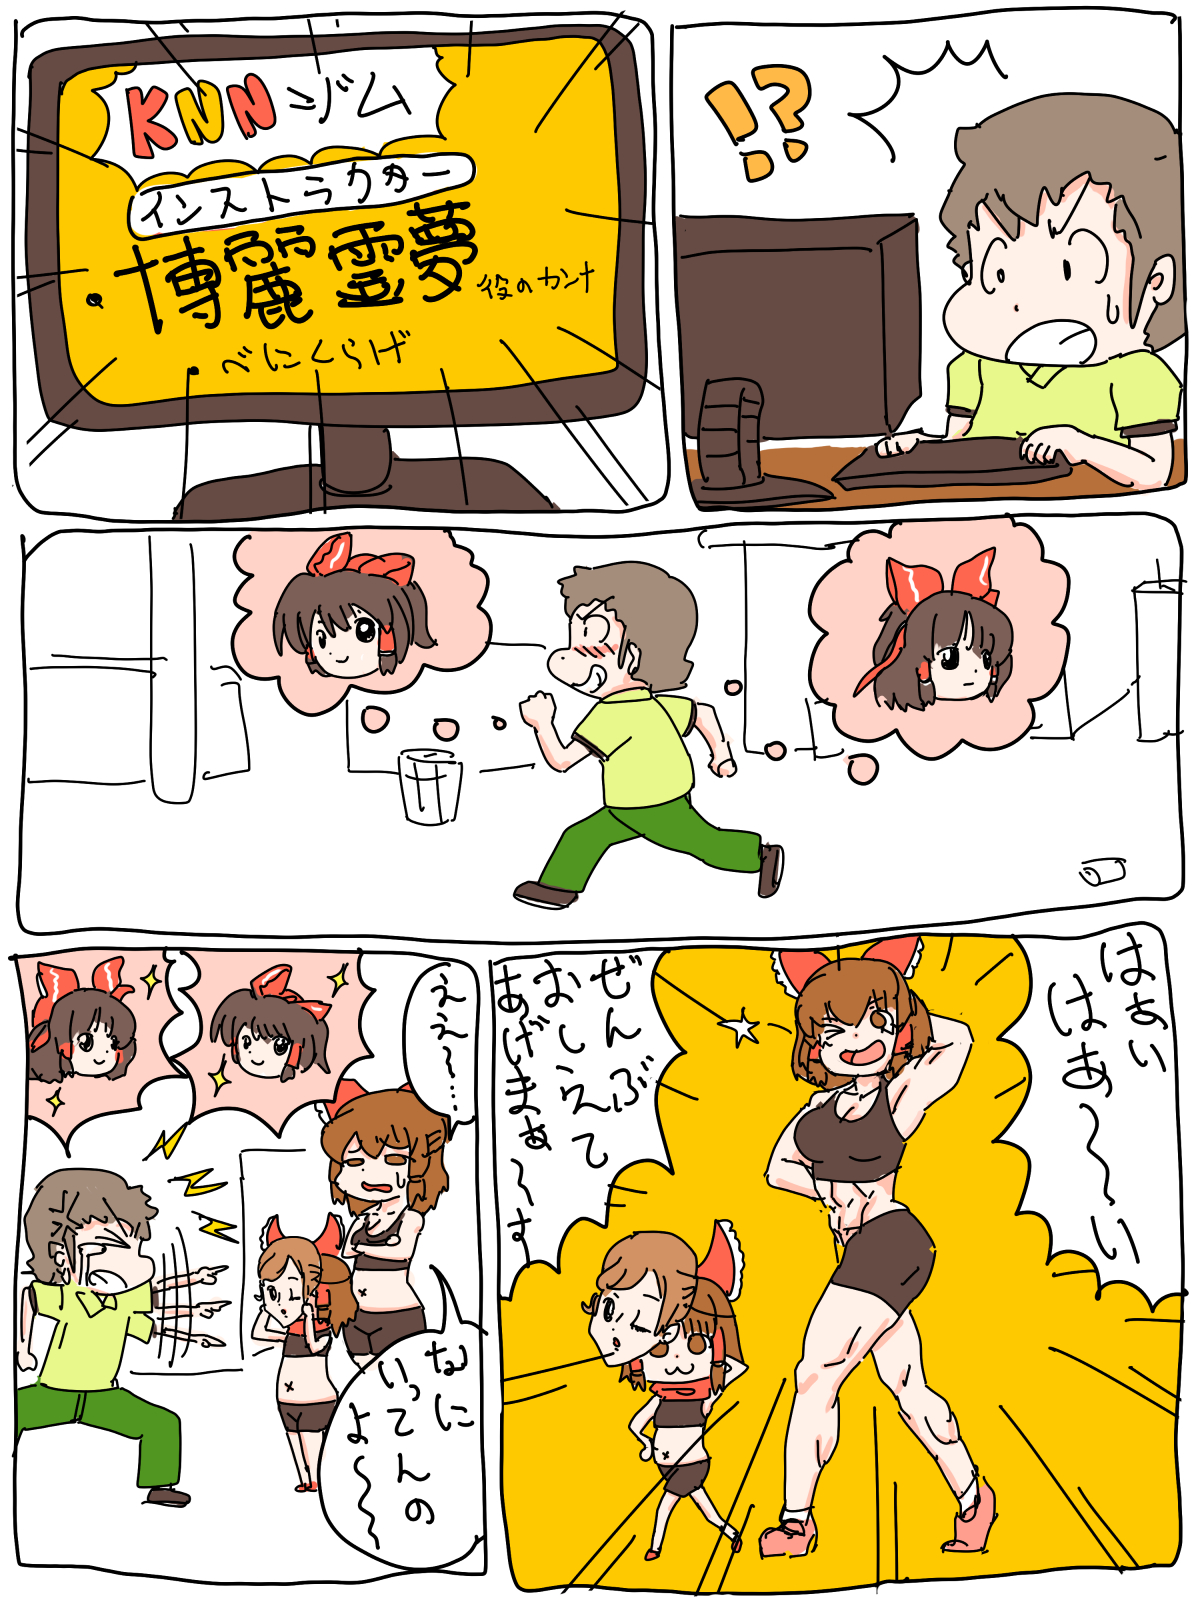 KNNジム
インストラクター
博麗霊夢役のカンナ
べにくらげ
!?
はぁい
はあ〜い
ぜんぶ
おしえて
あげまぁ〜す
ええ〜…
なに
いってんの
よ〜〜